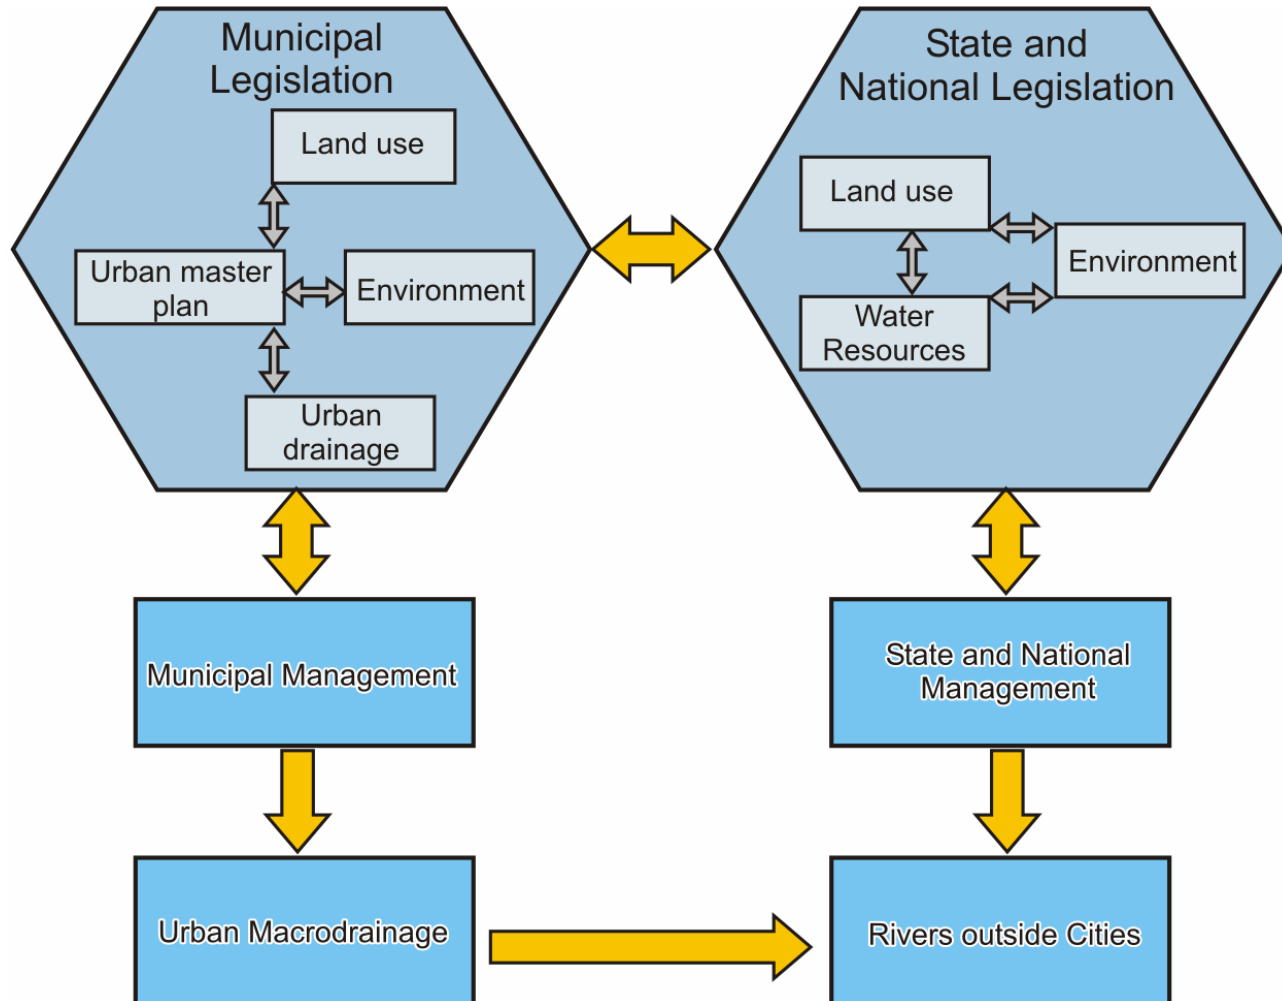 Municipal
Legislation
Land use
Urban master
plan
Environment
Urban
drainage
State and
National Legislation
Land use
Environment
Water
Resources
Municipal Management
State and National
Management
Urban Macrodrainage
Rivers outside Cities